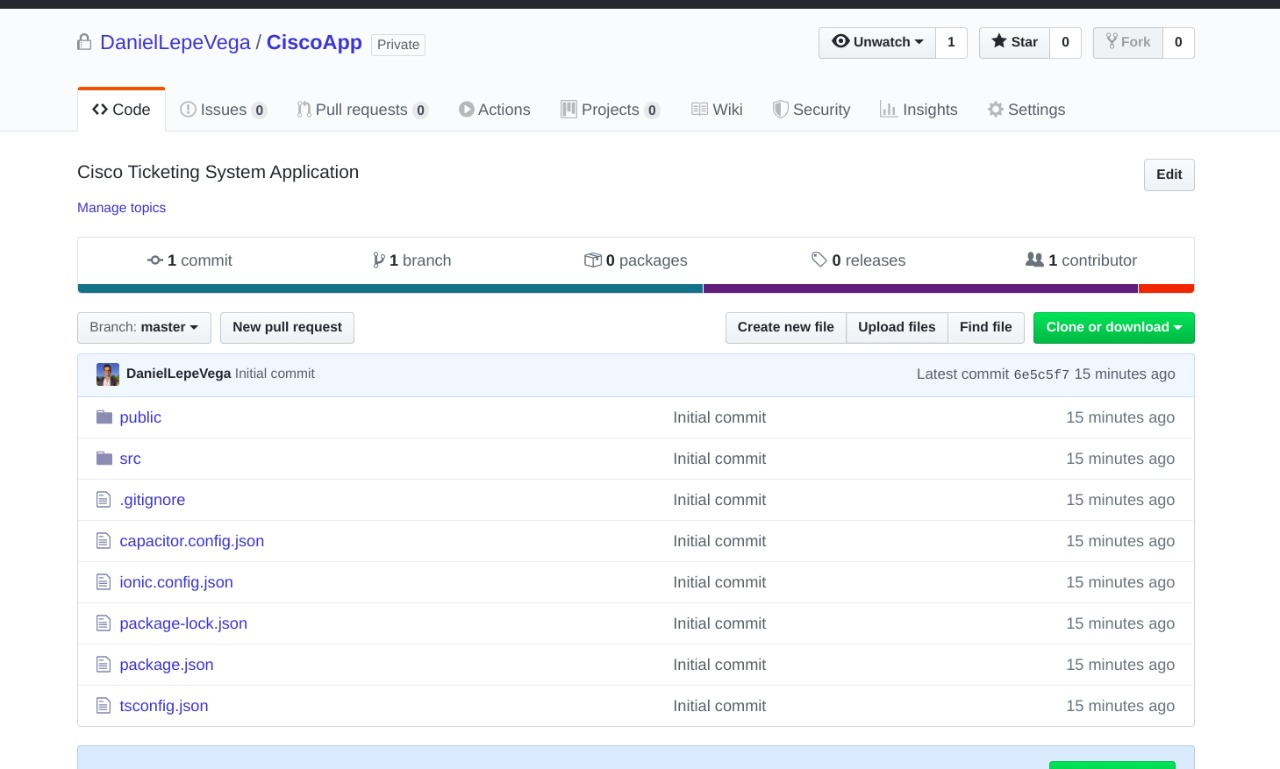 DanielLepeVega / CiscoApp Private Unwatch 1 Star 0 Fork 0
Code Issues 0 Pull requests 0 Actions Projects 0 Wiki Security Insights Settings
Cisco Ticketing System Application Edit
Manage topics
1 commit 1 branch 0 packages 0 releases 1 contributor
Branch: master New pull request Create new file Upload files Find file Clone or download
DanielLepeVega Initial commit Latest commit 6e5c5f7 15 minutes ago
public Initial commit 15 minutes ago
src Initial commit 15 minutes ago
.gitignore Initial commit 15 minutes ago
capacitor.config.json Initial commit 15 minutes ago
ionic.config.json Initial commit 15 minutes ago
package-lock.json Initial commit 15 minutes ago
package.json Initial commit 15 minutes ago
tsconfig.json Initial commit 15 minutes ago